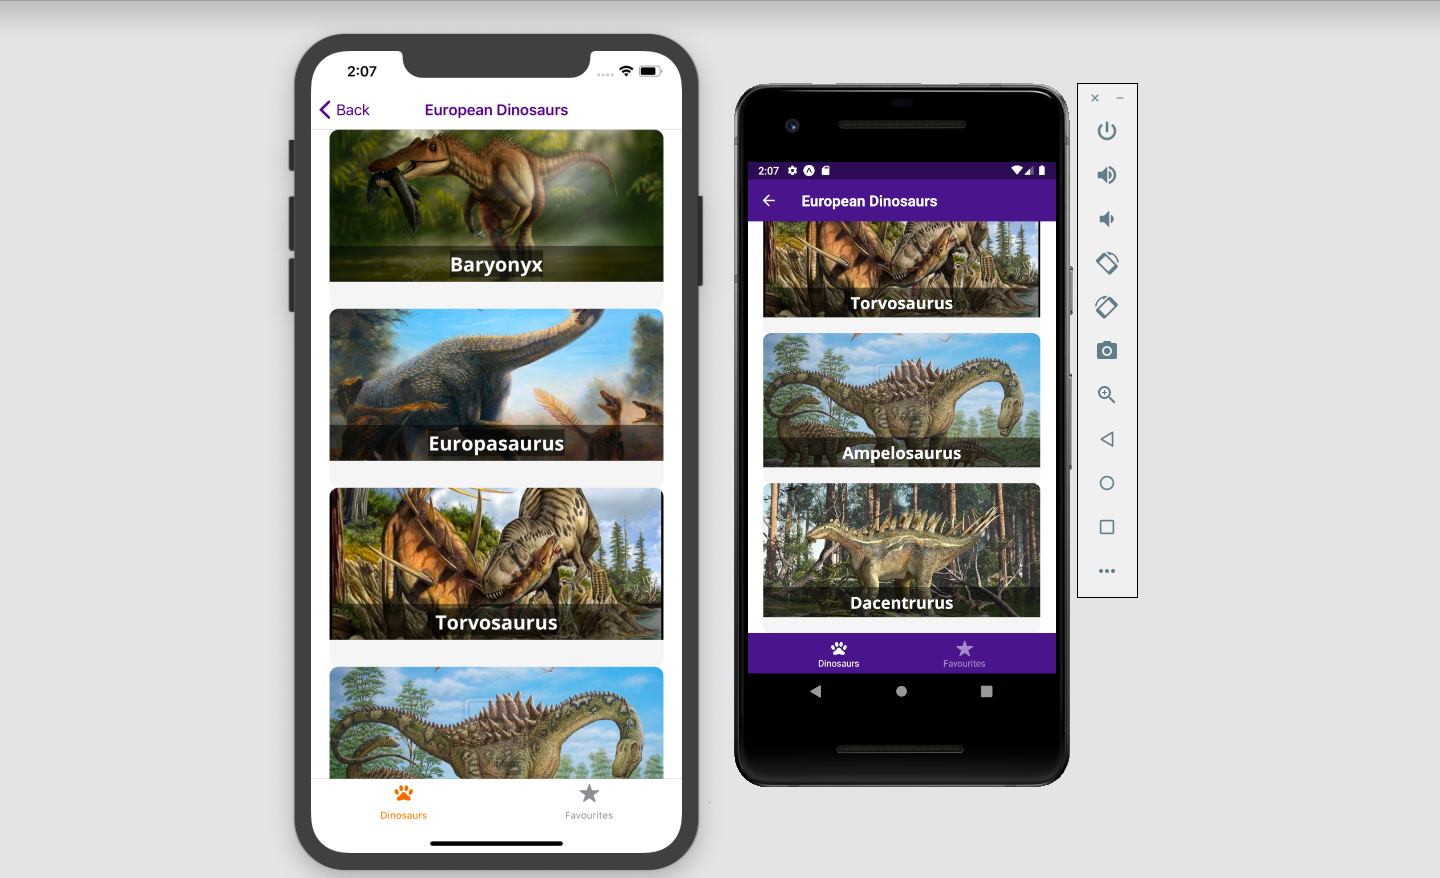 2:07
Back
European Dinosaurs
Baryonyx
Europasaurus
Torvosaurus
Dinosaurs
Favourites
2:07
European Dinosaurs
Torvosaurus
Ampelosaurus
Dacentrurus
Dinosaurs
Favourites